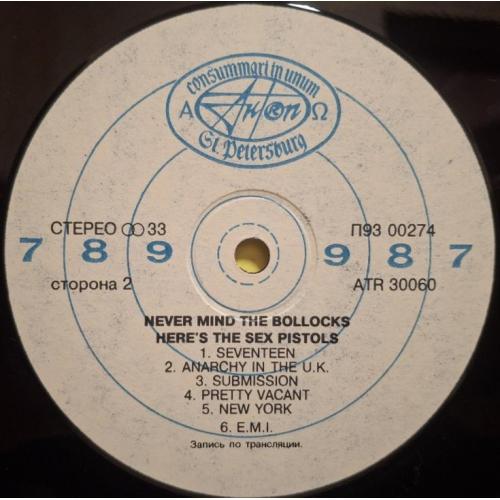 consummari in unum
Α Ω
St. Petersburg
СТЕРЕО 33
П93 00274
7 8 9 9 8 7
сторона 2
ATR 30060
NEVER MIND THE BOLLOCKS
HERE'S THE SEX PISTOLS
1. SEVENTEEN
2. ANARCHY IN THE U.K.
3. SUBMISSION
4. PRETTY VACANT
5. NEW YORK
6. E.M.I.
Запись по трансляции.